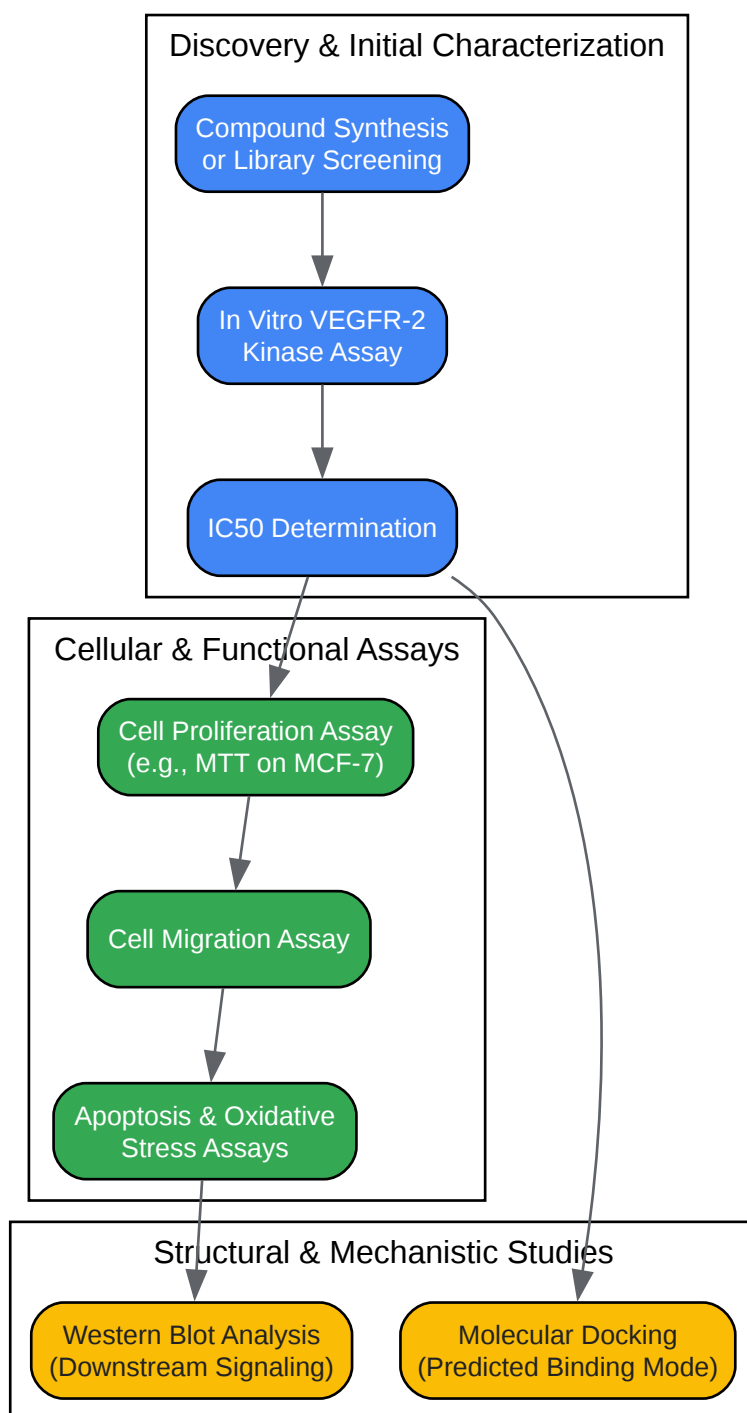 Discovery & Initial Characterization
Compound Synthesis
or Library Screening
In Vitro VEGFR-2
Kinase Assay
IC50 Determination
Cellular & Functional Assays
Cell Proliferation Assay
(e.g., MTT on MCF-7)
Cell Migration Assay
Apoptosis & Oxidative
Stress Assays
Structural & Mechanistic Studies
Western Blot Analysis
(Downstream Signaling)
Molecular Docking
(Predicted Binding Mode)